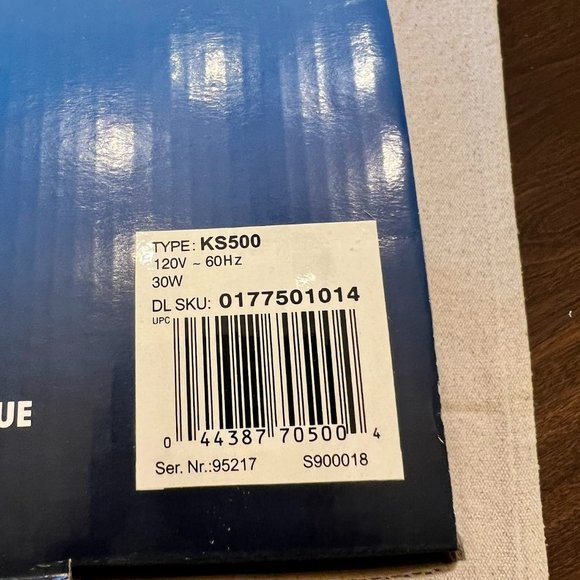 TYPE: KS500
120V ~ 60Hz
30W
DL SKU: 0177501014
UPC
UE
0 44387 70500 4
Ser. Nr.:95217 S900018